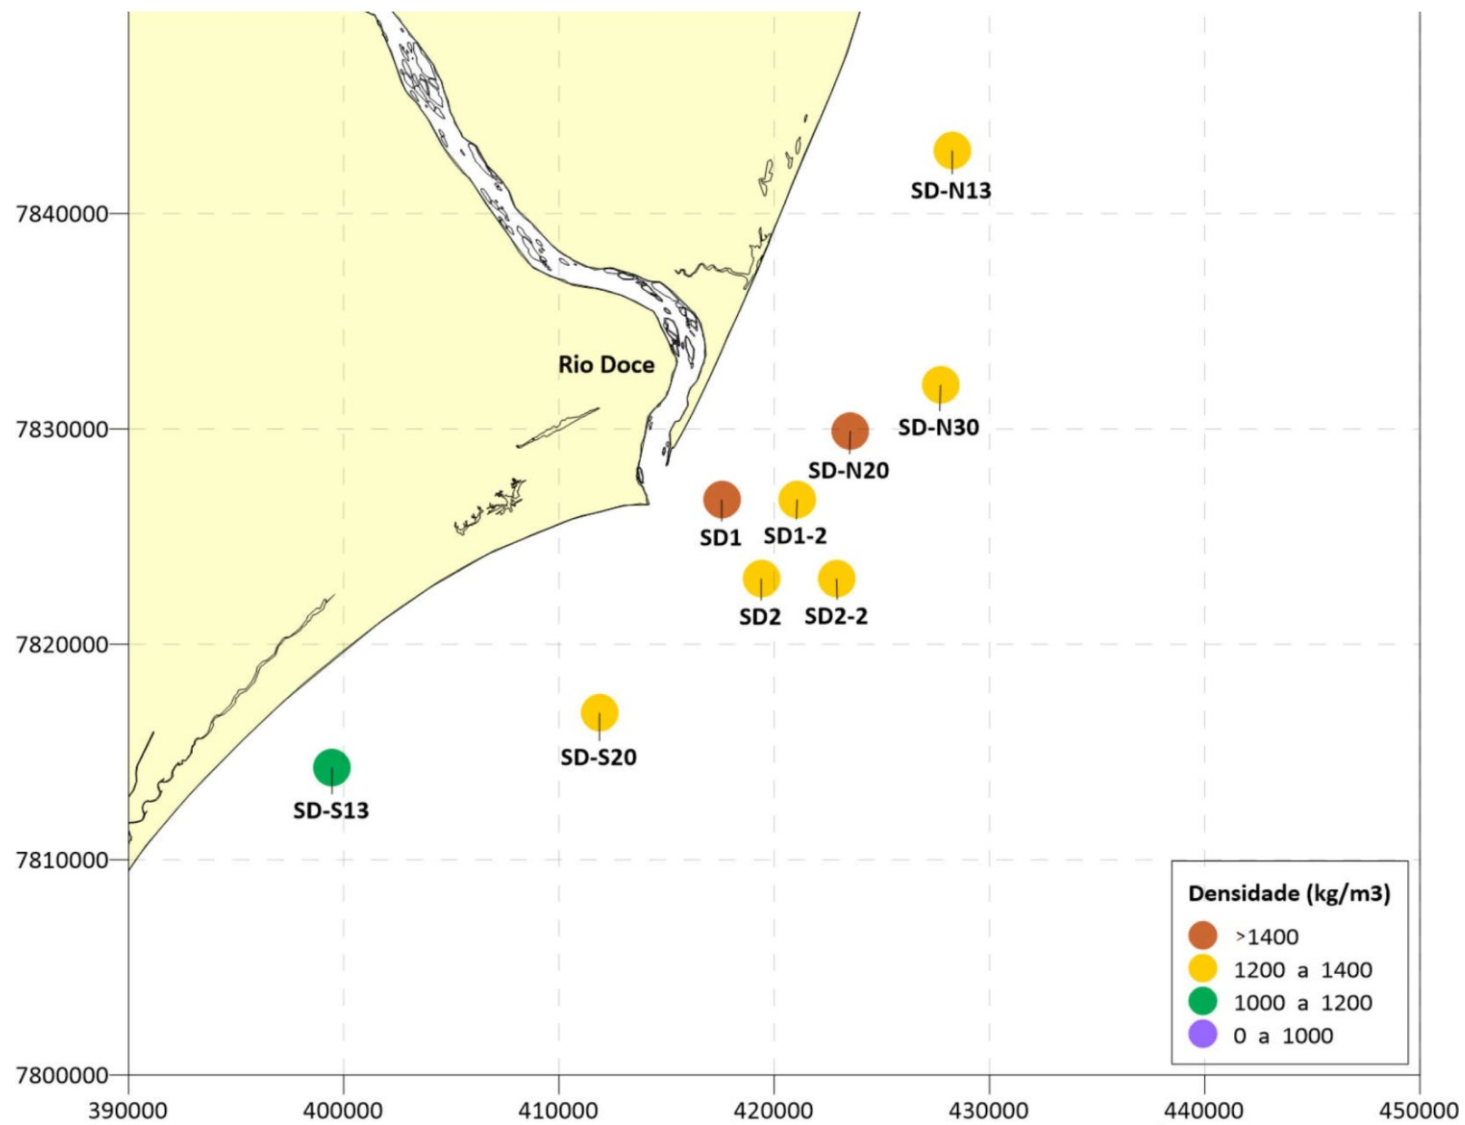 SD-N13
7840000
Rio Doce
SD-N30
7830000
SD-N20
SD1
SD1-2
SD2
SD2-2
7820000
SD-S20
SD-S13
7810000
Densidade (kg/m3)
>1400
1200 a 1400
1000 a 1200
0 a 1000
7800000
390000 400000 410000 420000 430000 440000 450000